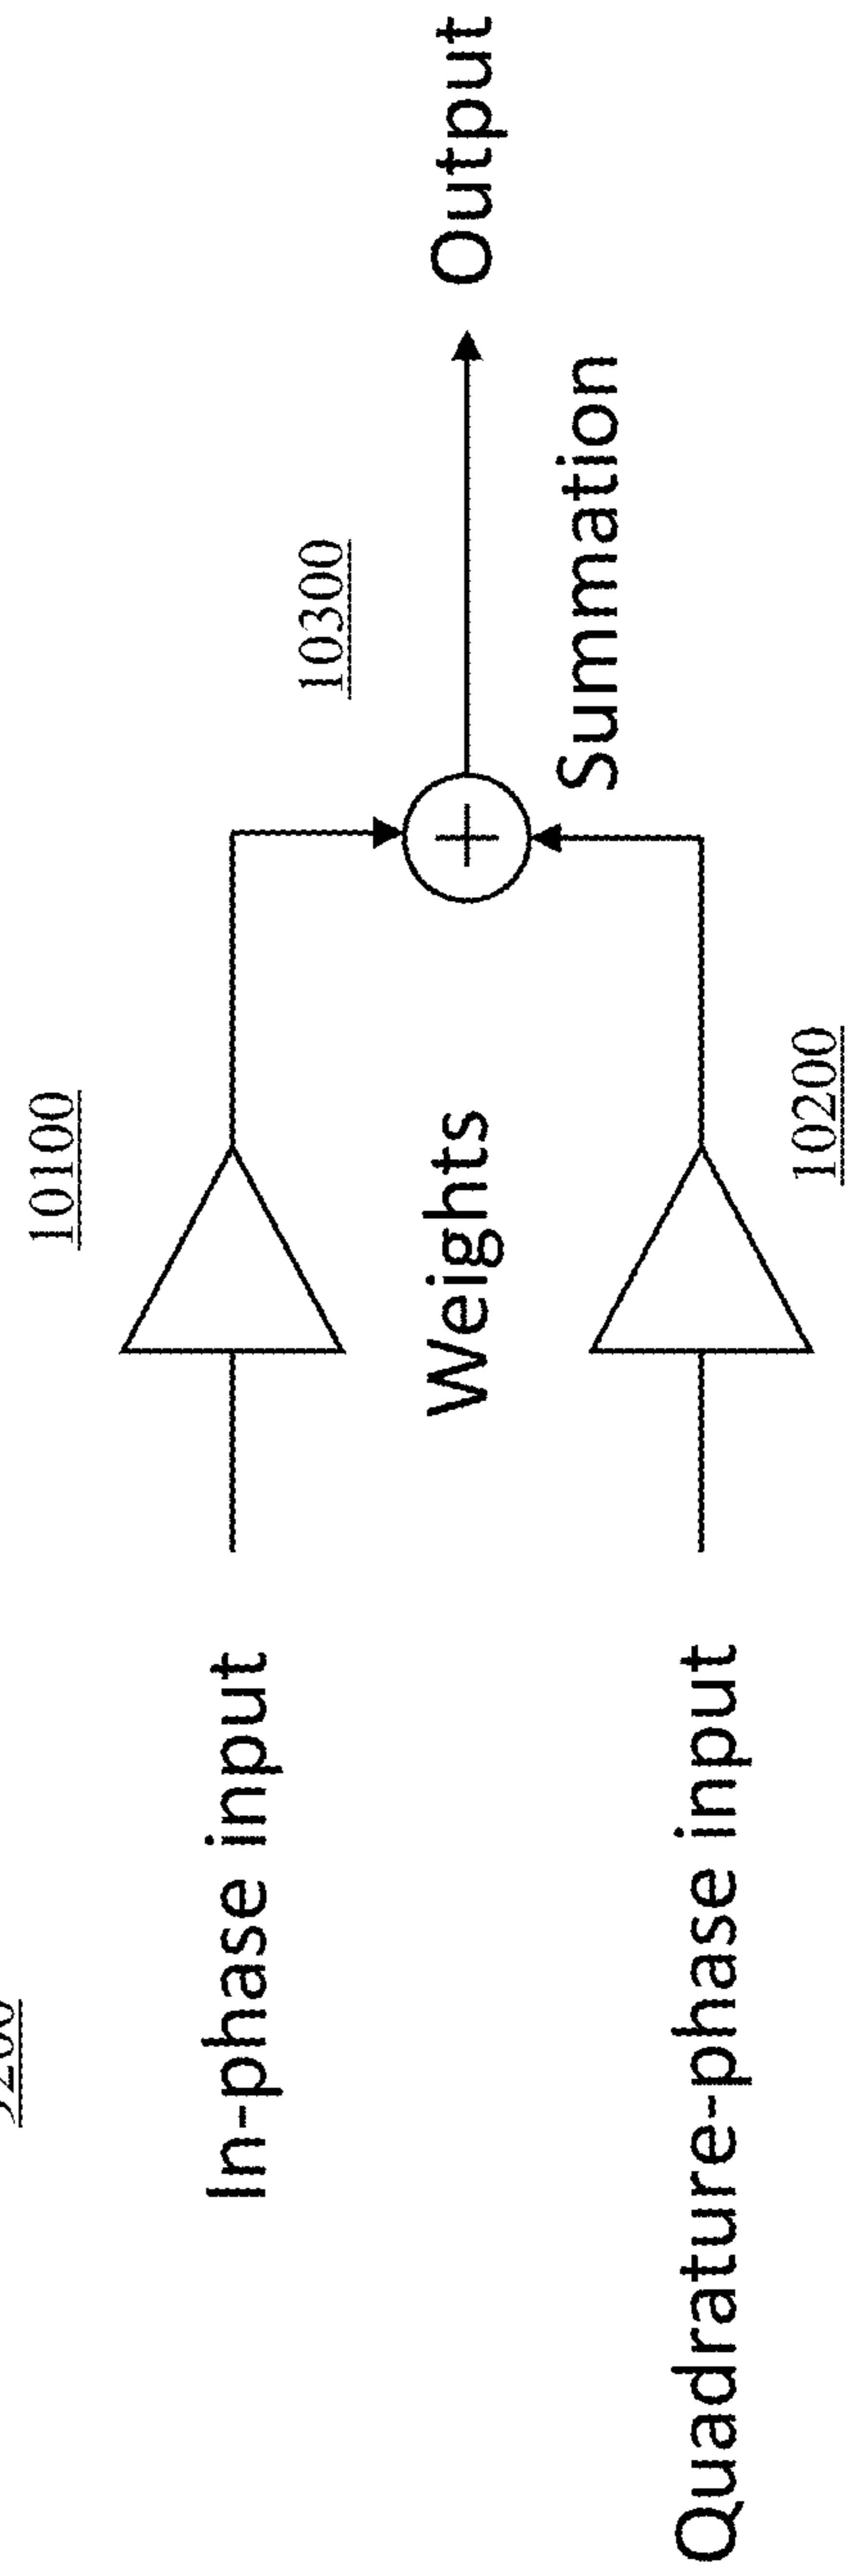 10100
In-phase input
10300
Weights
Output
Summation
Quadrature-phase input
10200